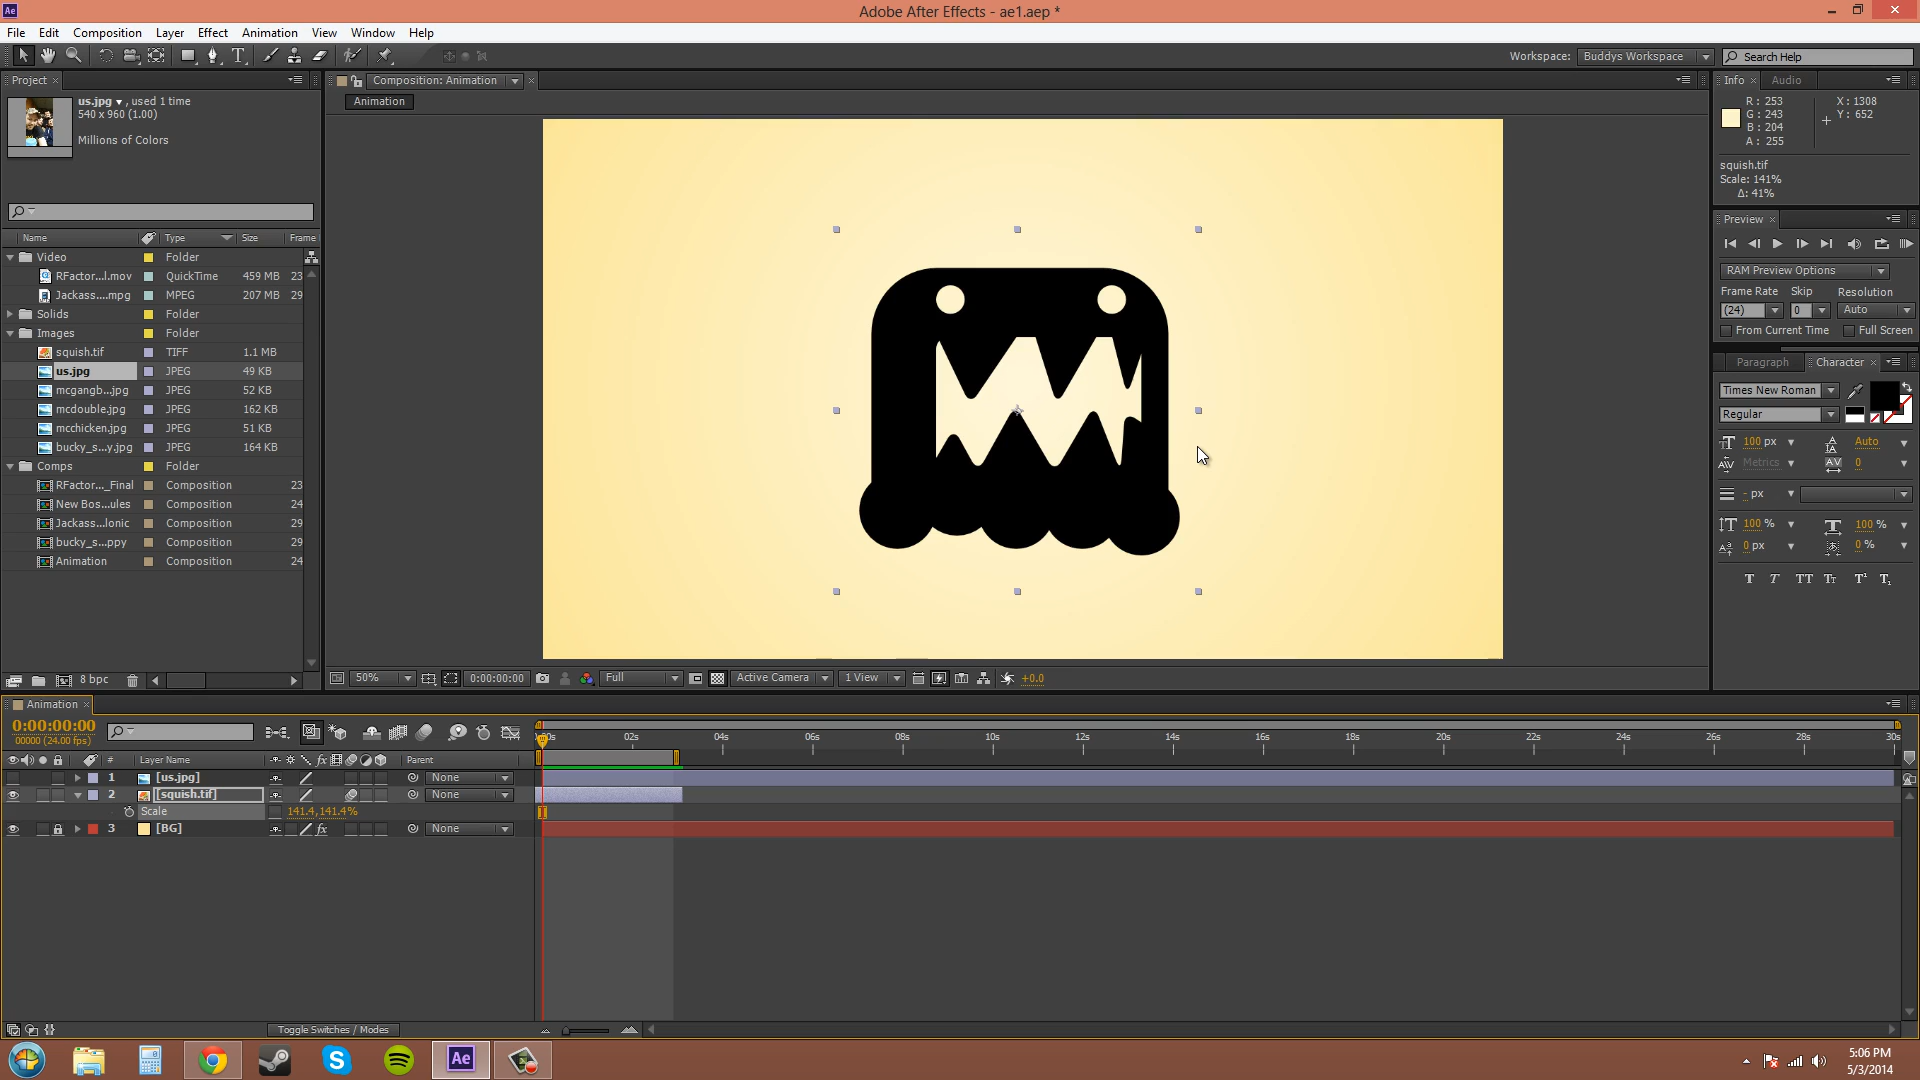 Ae
Adobe After Effects - ae1.aep *
File Edit Composition Layer Effect Animation View Window Help
Workspace: Buddys Workspace Search Help
Project
us.jpg , used 1 time
540 x 960 (1.00)
Millions of Colors
Name Type Size Frame
Video Folder
RFactor...l.mov QuickTime 459 MB 23
Jackass....mpg MPEG 207 MB 29
Solids Folder
Images Folder
squish.tif TIFF 1.1 MB
us.jpg JPEG 49 KB
mcgangb...jpg JPEG 52 KB
mcdouble.jpg JPEG 162 KB
mcchicken.jpg JPEG 51 KB
bucky_s...y.jpg JPEG 164 KB
Comps Folder
RFactor..._Final Composition 23
New Bos...ules Composition 24
Jackass...lonic Composition 29
bucky_s...ppy Composition 29
Animation Composition 24
8 bpc
Composition: Animation
Animation
50% 0:00:00:00 Full Active Camera 1 View +0.0
Info Audio
R: 253 X: 1308
G: 243 Y: 652
B: 204
A: 255
squish.tif
Scale: 141%
Δ: 41%
Preview
RAM Preview Options
Frame Rate Skip Resolution
(24) 0 Auto
From Current Time Full Screen
Paragraph Character
Times New Roman
Regular
100 px Auto
Metrics 0
- px
100 % 100 %
0 px 0 %
T T TT Tт T¹ T₁
Animation
0:00:00:00
00000 (24.00 fps)
00s 02s 04s 06s 08s 10s 12s 14s 16s 18s 20s 22s 24s 26s 28s 30s
# Layer Name fx Parent
1 [us.jpg] None
2 [squish.tif] None
Scale 141.4,141.4%
3 [BG] fx None
Toggle Switches / Modes
Ae
5:06 PM
5/3/2014